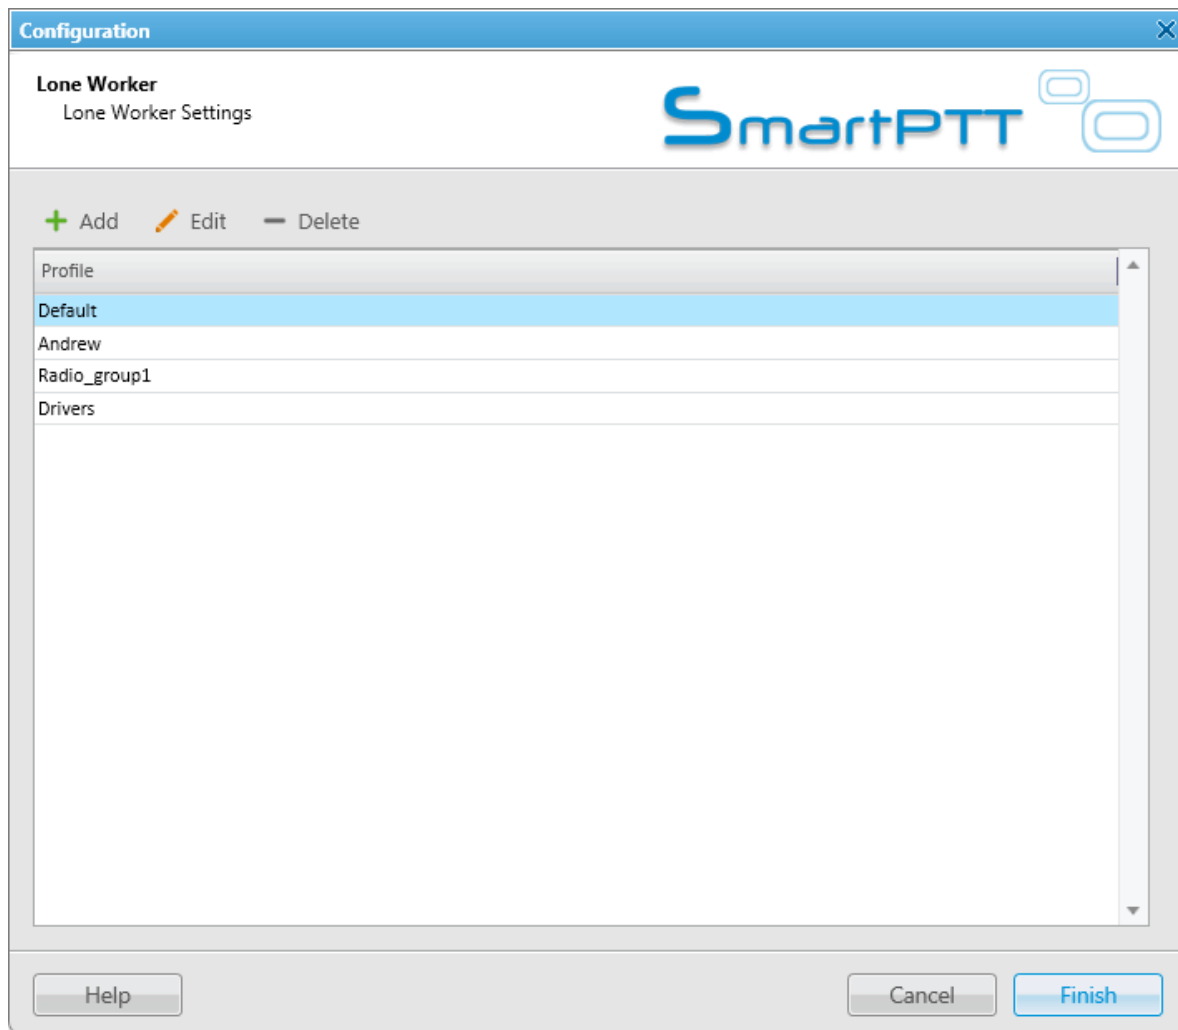 Configuration
Lone Worker
Lone Worker Settings
SmartPTT
Add Edit Delete
Profile
Default
Andrew
Radio_group1
Drivers
Help Cancel Finish